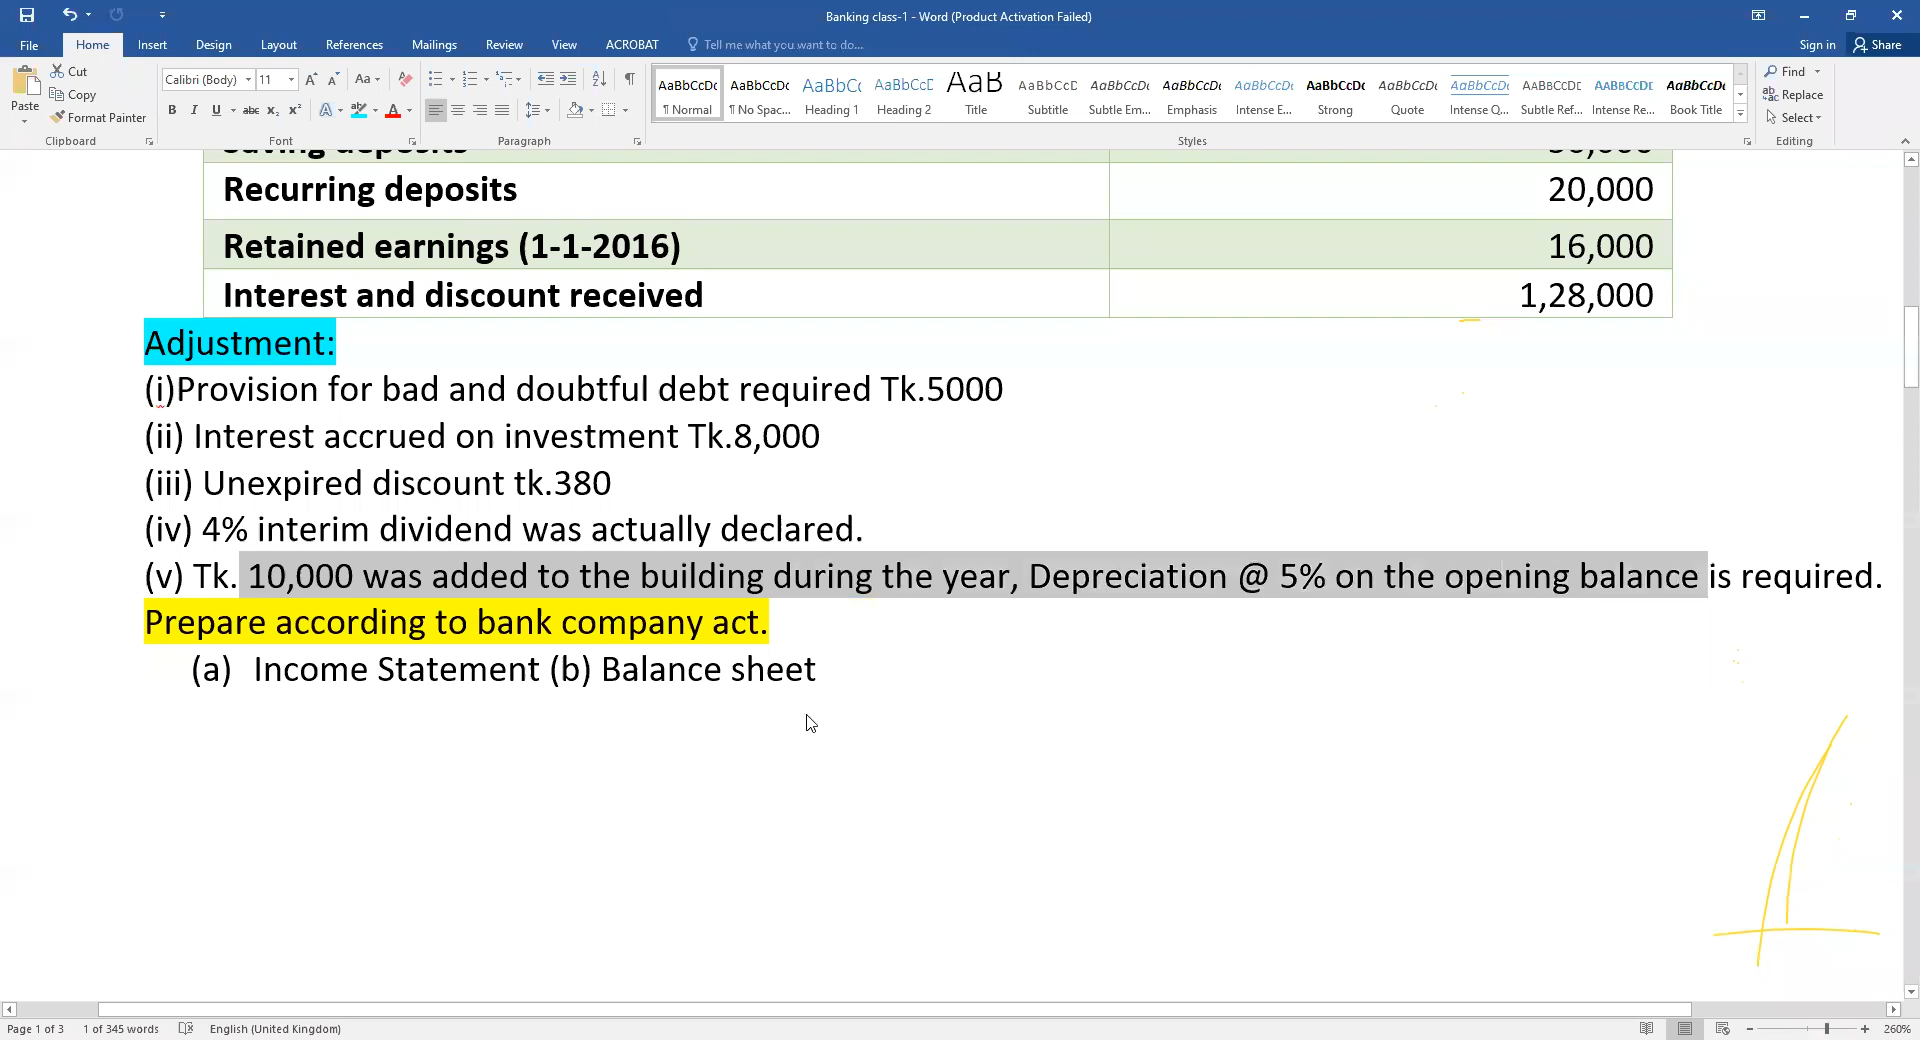 Banking class-1 - Word (Product Activation Failed)
File Home Insert Design Layout References Mailings Review View ACROBAT Tell me what you want to do... Sign in Share
Paste Cut Copy Format Painter Clipboard
Calibri (Body) 11 Font
Paragraph
AaBbCcDc AaBbCcDc AaBbCc AaBbCcD AaB AaBbCcD AaBbCcDc AaBbCcDc AaBbCcDc AaBbCcDc AaBbCcDc AaBbCcDc AABBCCDC AABBCCDC AaBbCcDc
¶ Normal ¶ No Spac... Heading 1 Heading 2 Title Subtitle Subtle Em... Emphasis Intense E... Strong Quote Intense Q... Subtle Ref... Intense Re... Book Title
Styles
Find Replace Select Editing
Saving deposits
Recurring deposits 20,000
Retained earnings (1-1-2016) 16,000
Interest and discount received 1,28,000
Adjustment:
(i)Provision for bad and doubtful debt required Tk.5000
(ii) Interest accrued on investment Tk.8,000
(iii) Unexpired discount tk.380
(iv) 4% interim dividend was actually declared.
(v) Tk. 10,000 was added to the building during the year, Depreciation @ 5% on the opening balance is required.
Prepare according to bank company act.
(a) Income Statement (b) Balance sheet
Page 1 of 3 1 of 345 words English (United Kingdom) 260%